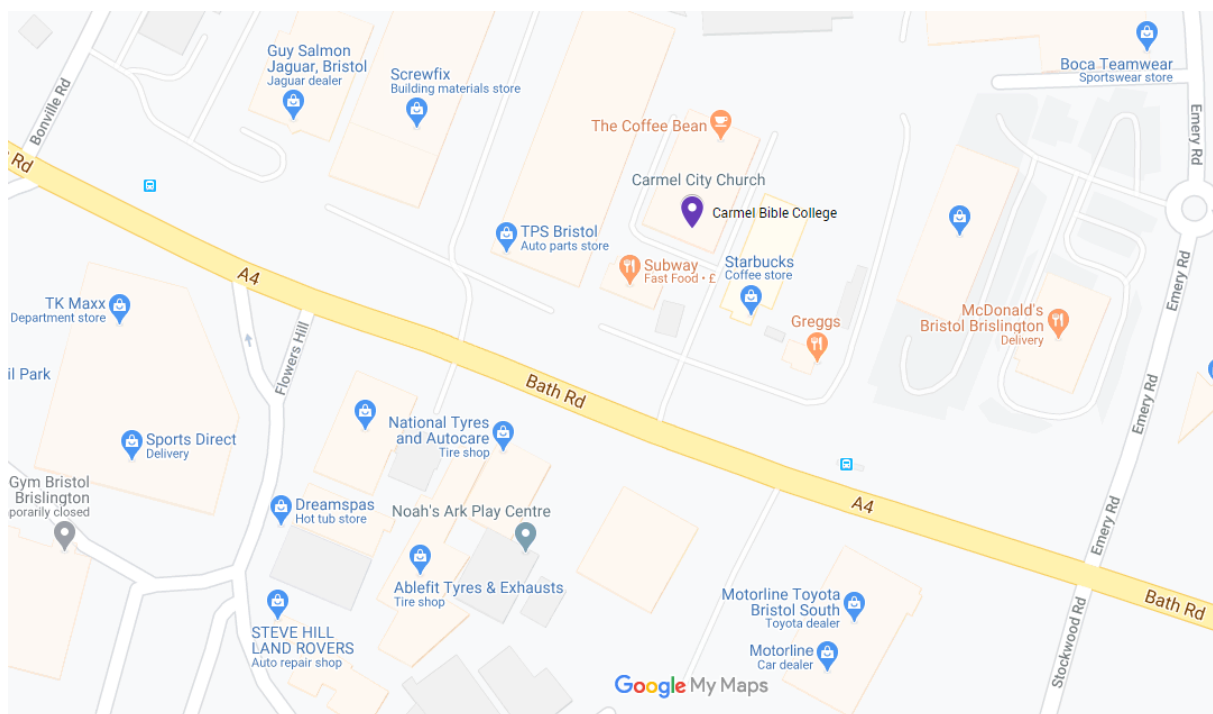 Guy Salmon
Jaguar, Bristol
Jaguar dealer
Screwfix
Building materials store
Boca Teamwear
Sportswear store
Bonville Rd
Emery Rd
The Coffee Bean
Rd
Carmel City Church
Carmel Bible College
TPS Bristol
Auto parts store
Subway
Fast Food • £
Starbucks
Coffee store
A4
Emery Rd
TK Maxx
Department store
Greggs
McDonald's
Bristol Brislington
Delivery
Flowers Hill
il Park
Bath Rd
Emery Rd
National Tyres
and Autocare
Tire shop
Sports Direct
Delivery
Gym Bristol
Brislington
porarily closed
Dreamspas
Hot tub store
Noah's Ark Play Centre
A4
Emery Rd
Ablefit Tyres & Exhausts
Tire shop
Motorline Toyota
Bristol South
Toyota dealer
Bath Rd
STEVE HILL
LAND ROVERS
Auto repair shop
Motorline
Car dealer
Stockwood Rd
Google My Maps